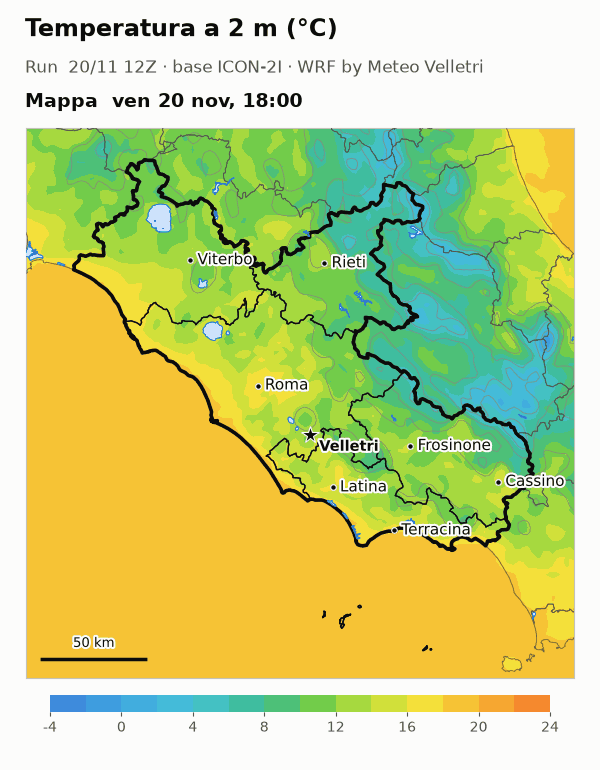 Temperatura a 2 m (°C)
Run  20/11 12Z · base ICON-2I · WRF by Meteo Velletri
Mappa  ven 20 nov, 18:00
Viterbo
Rieti
Roma
Velletri
Frosinone
Latina
Cassino
Terracina
50 km
-4 0 4 8 12 16 20 24